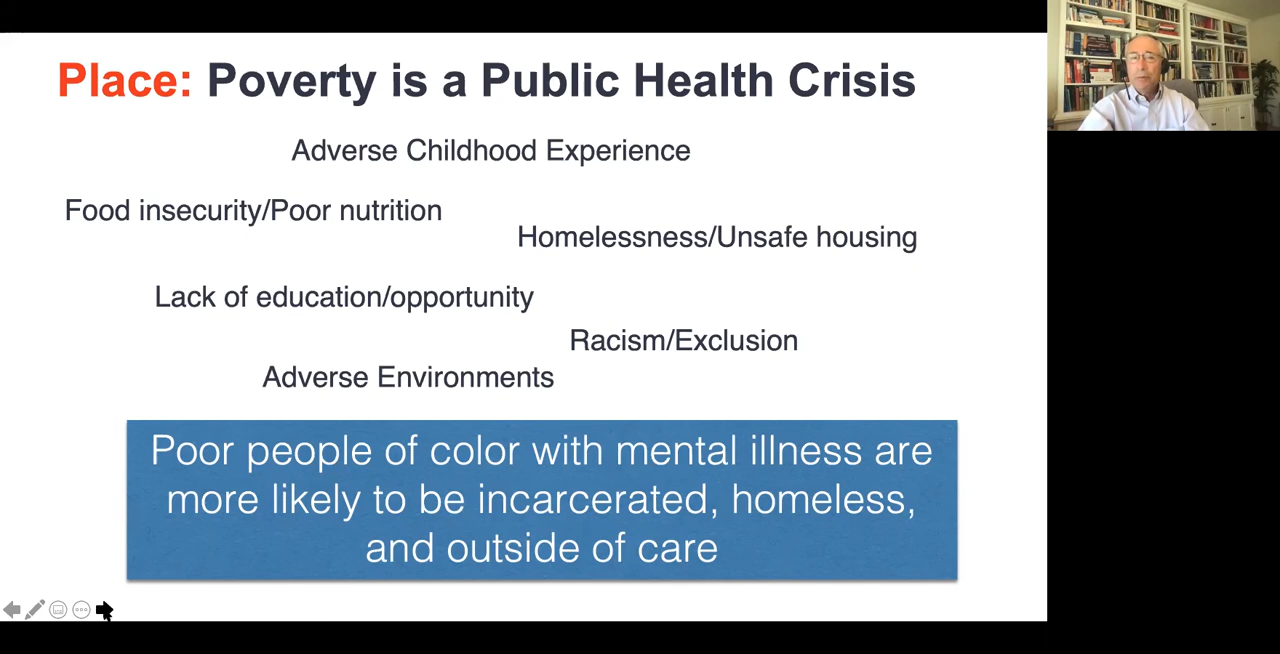 Place: Poverty is a Public Health Crisis
Adverse Childhood Experience
Food insecurity/Poor nutrition
Homelessness/Unsafe housing
Lack of education/opportunity
Racism/Exclusion
Adverse Environments
Poor people of color with mental illness are
more likely to be incarcerated, homeless,
and outside of care